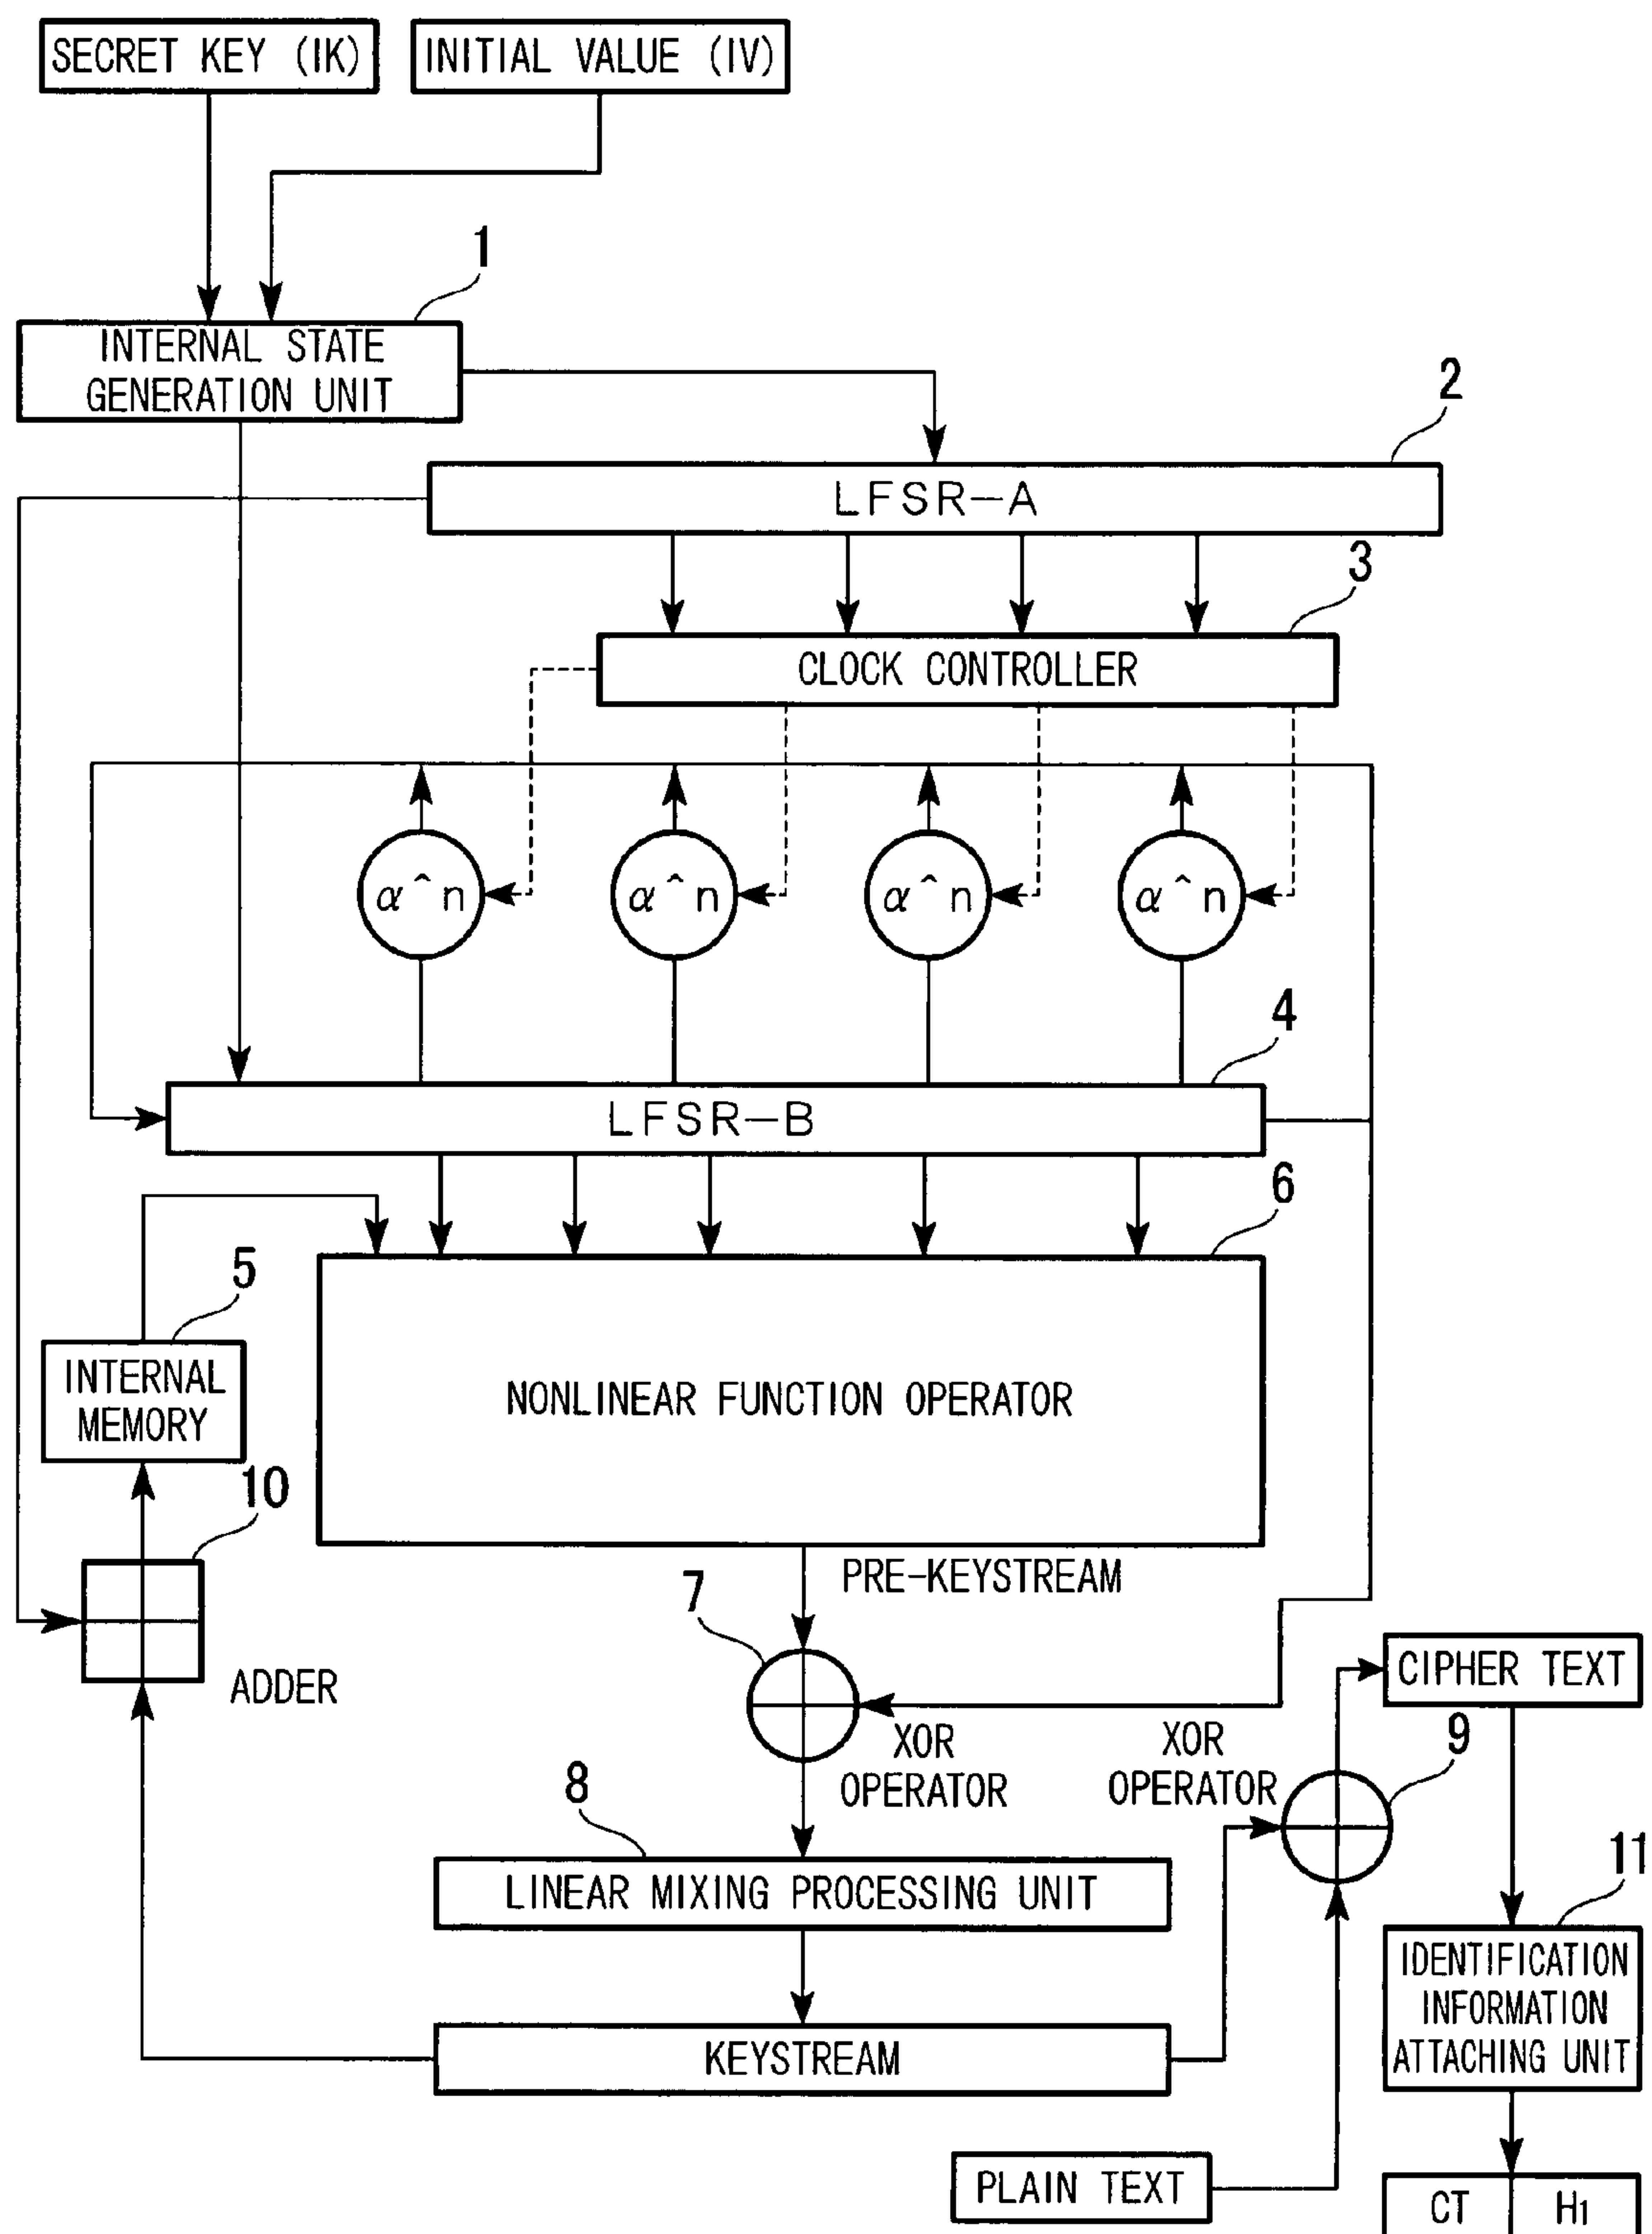 SECRET KEY (IK)
INITIAL VALUE (IV)
1
INTERNAL STATE
GENERATION UNIT
2
LFSR-A
3
CLOCK CONTROLLER
α^n
α^n
α^n
α^n
4
LFSR-B
6
5
INTERNAL
MEMORY
NONLINEAR FUNCTION OPERATOR
10
PRE-KEYSTREAM
7
ADDER
CIPHER TEXT
XOR
OPERATOR
XOR
OPERATOR
9
8
LINEAR MIXING PROCESSING UNIT
11
IDENTIFICATION
INFORMATION
ATTACHING UNIT
KEYSTREAM
PLAIN TEXT
CT
H1